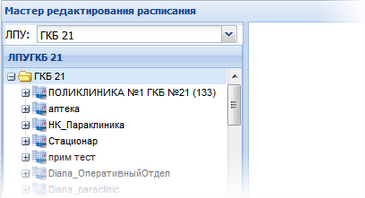 Мастер редактирования расписания
ЛПУ: ГКБ 21
ЛПУГКБ 21
ГКБ 21
ПОЛИКЛИНИКА №1 ГКБ №21 (133)
аптека
НК_Параклиника
Стационар
прим тест
Diana_ОперативныйОтдел
Diana_paraclinic